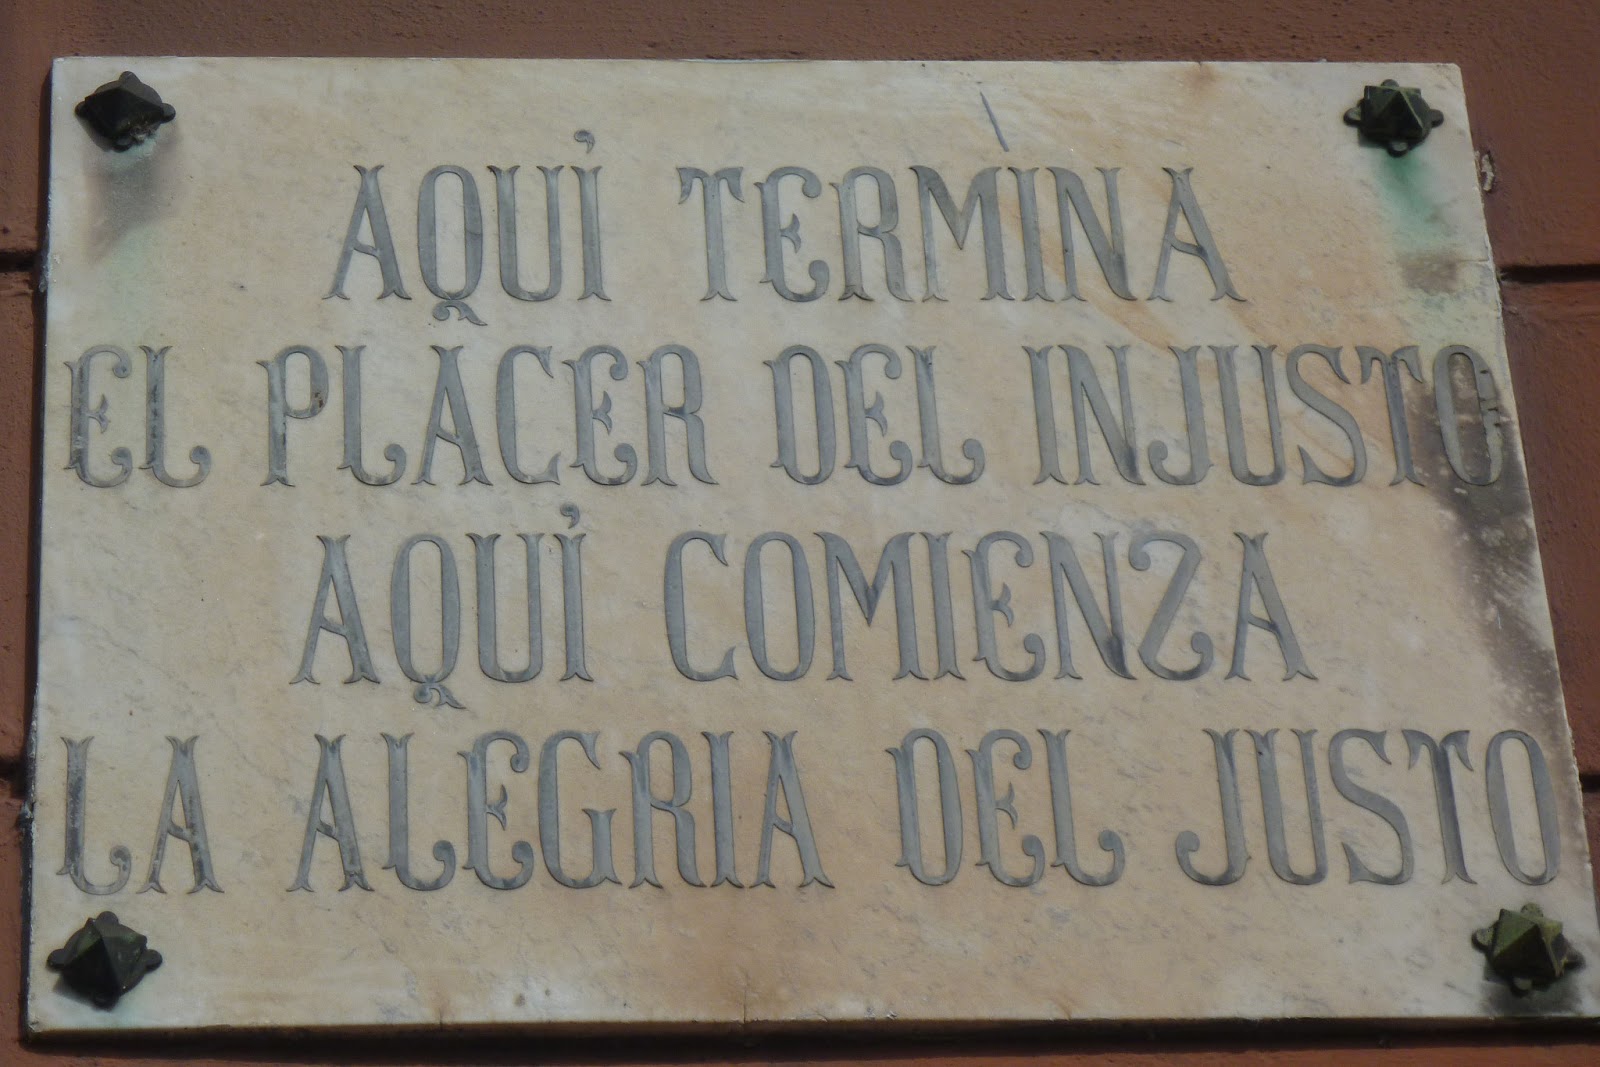 AQUÍ TERMINA
EL PLACER DEL INJUSTO
AQUÍ COMIENZA
LA ALEGRIA DEL JUSTO